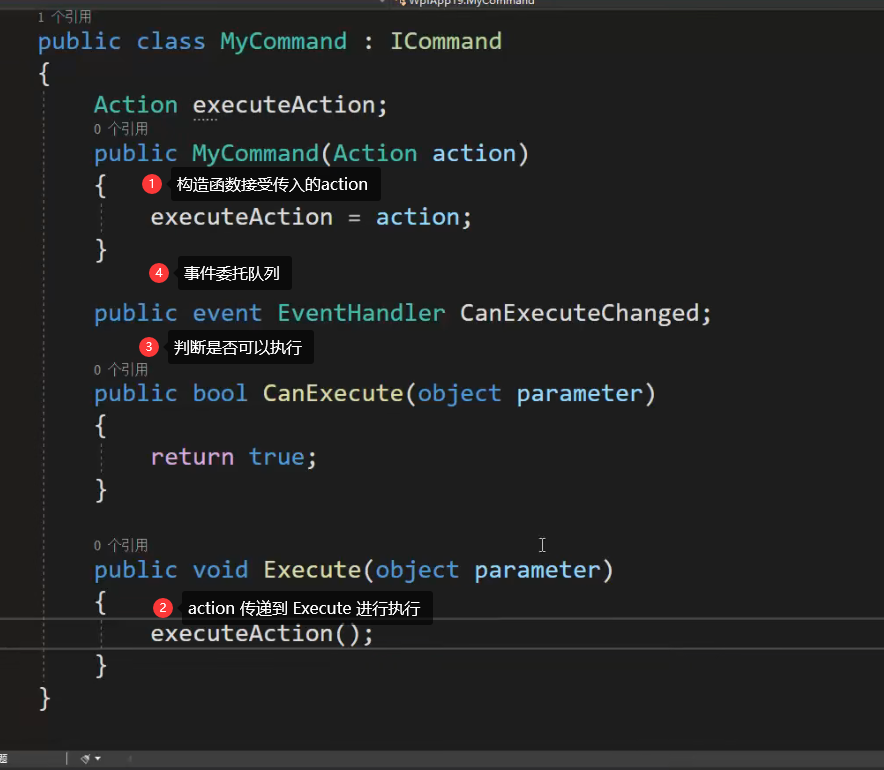 WpfApp19.MyCommand
1 个引用
public class MyCommand : ICommand
{
Action executeAction;
0 个引用
public MyCommand(Action action)
{
1 构造函数接受传入的action
executeAction = action;
}
4 事件委托队列
public event EventHandler CanExecuteChanged;
3 判断是否可以执行
0 个引用
public bool CanExecute(object parameter)
{
return true;
}
0 个引用
public void Execute(object parameter)
{
2 action 传递到 Execute 进行执行
executeAction();
}
}
题